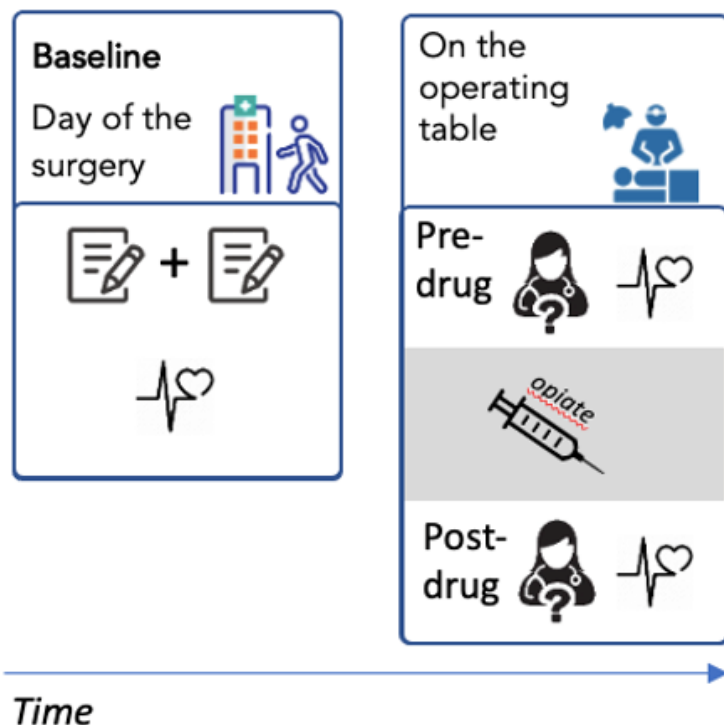 Baseline
Day of the
surgery
+
On the
operating
table
Pre-
drug
?
opiate
Post-
drug
?
Time